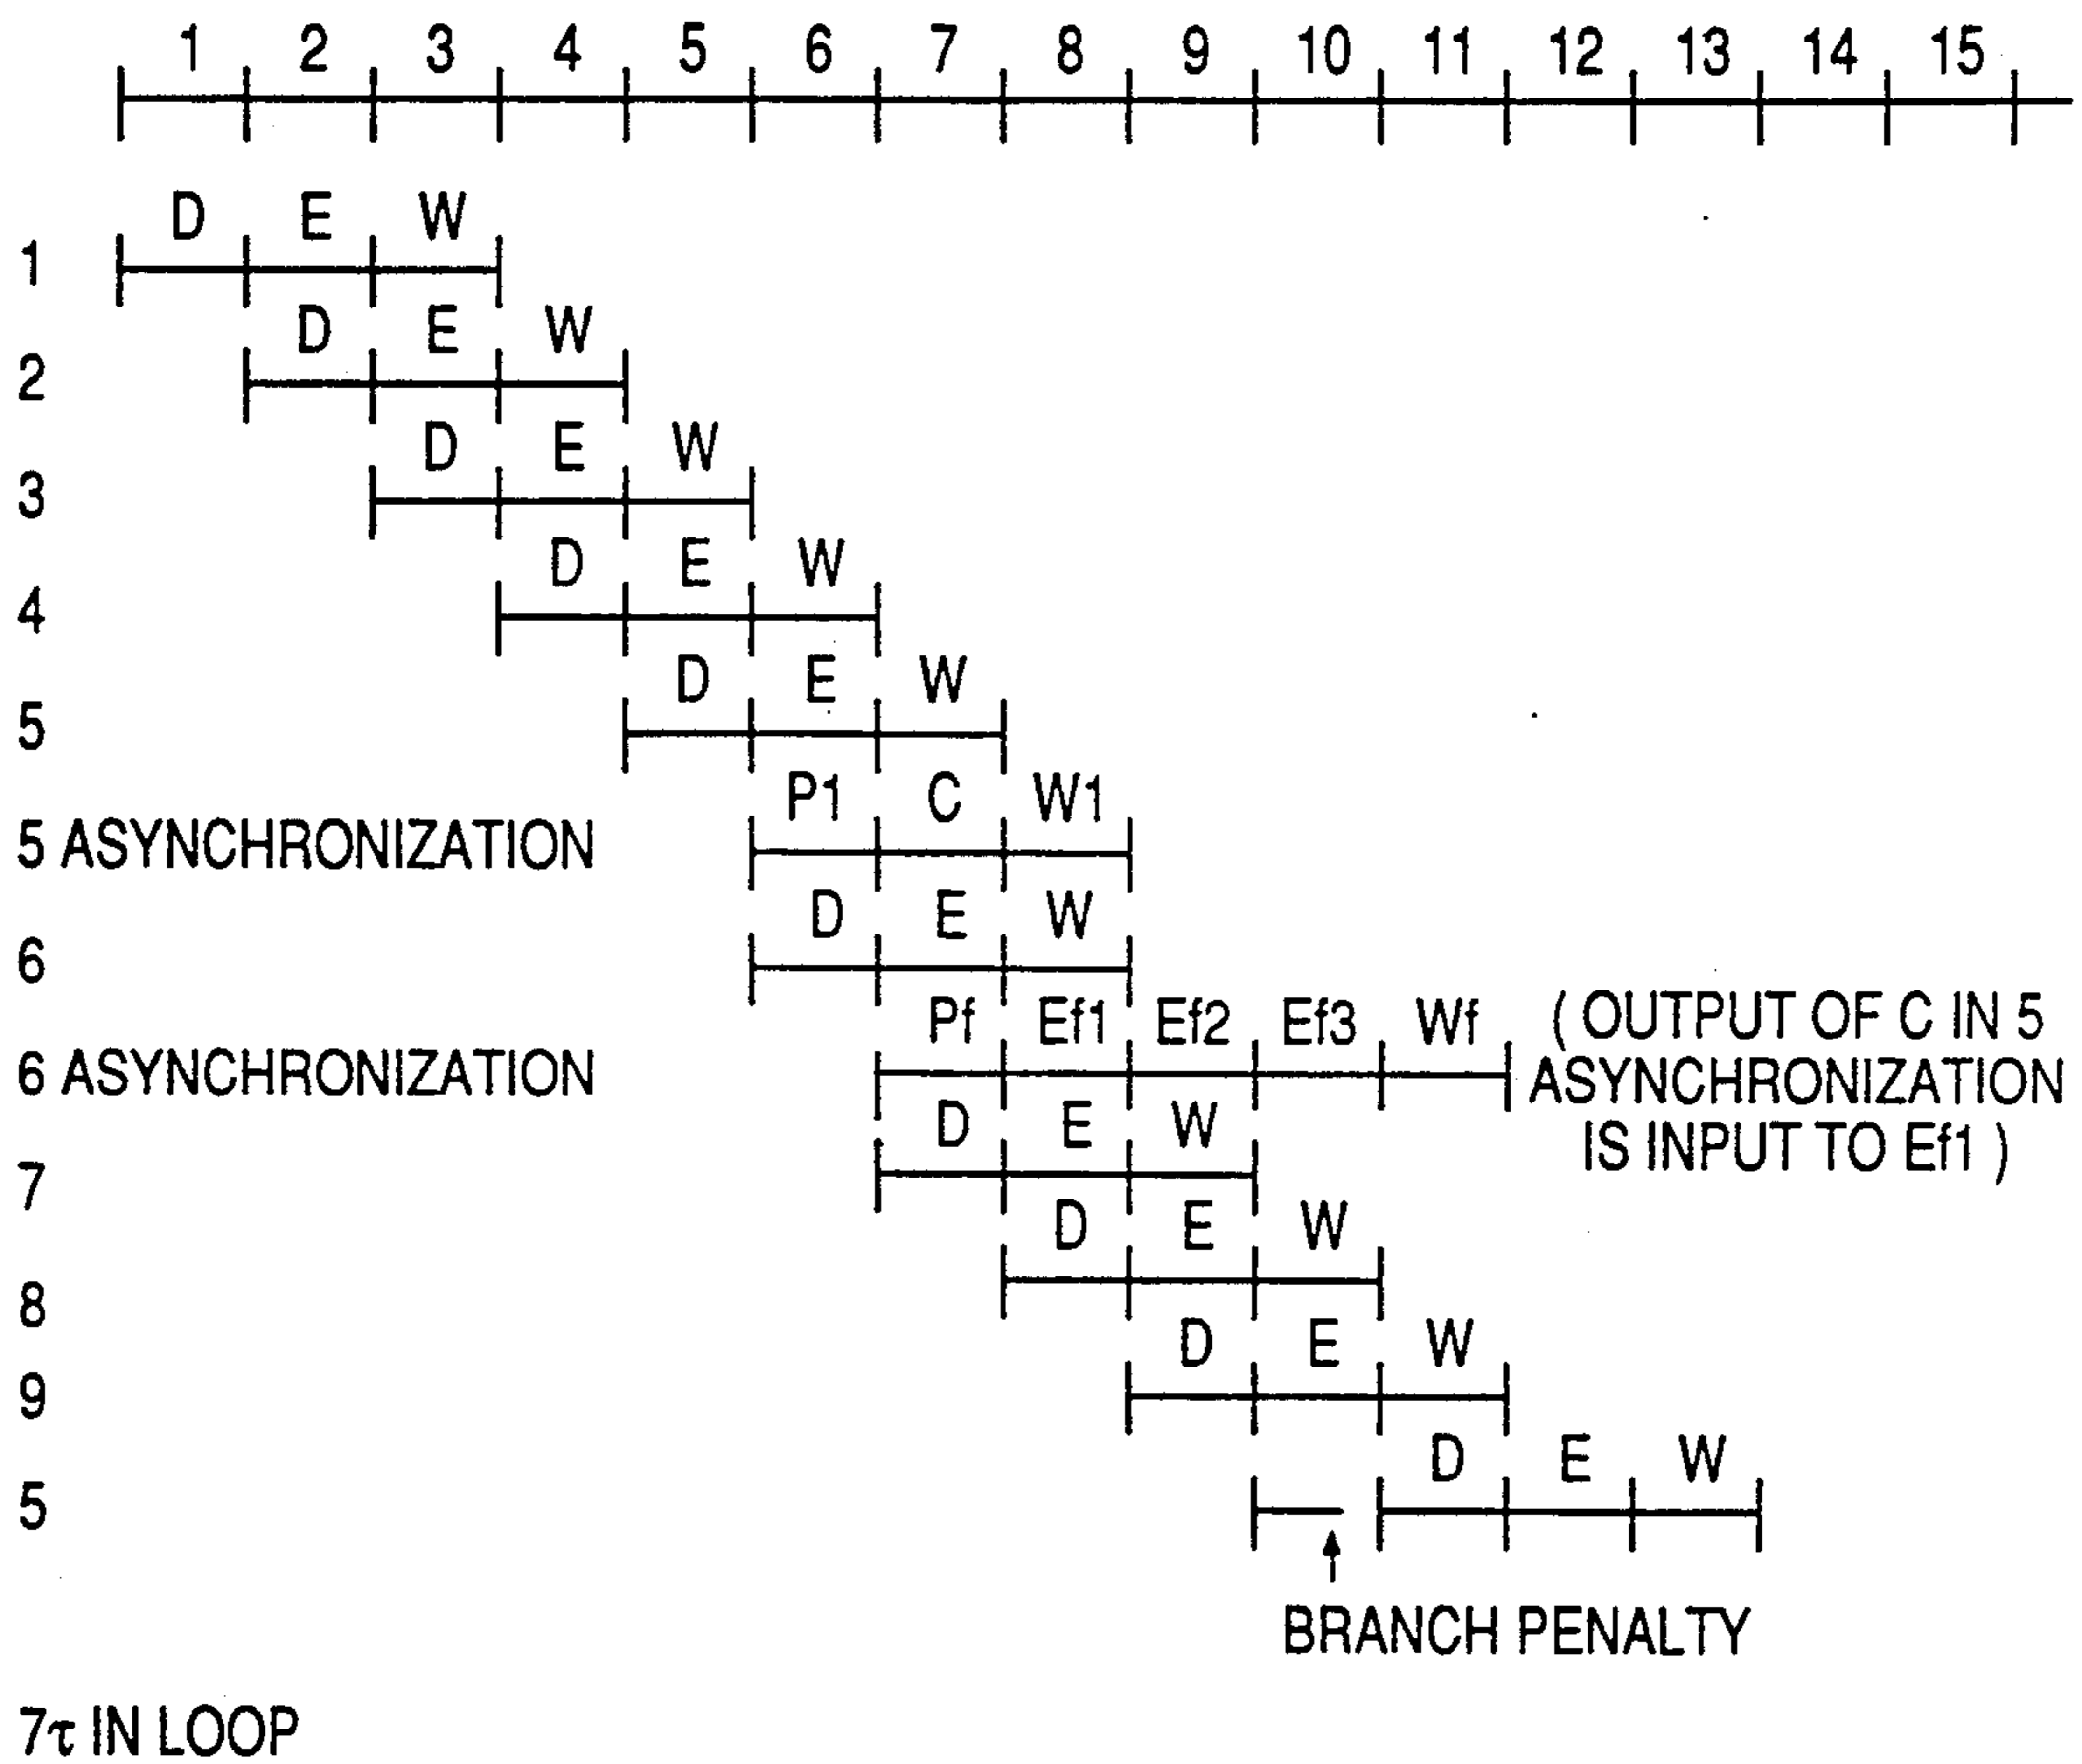 1 2 3 4 5 6 7 8 9 10 11 12 13 14 15
D E W
1
D E W
2
D E W
3
D E W
4
D E W
5
P1 C W1
5 ASYNCHRONIZATION
D E W
6
Pf Ef1 Ef2 Ef3 Wf
6 ASYNCHRONIZATION
( OUTPUT OF C IN 5
ASYNCHRONIZATION
IS INPUT TO Ef1 )
D E W
7
D E W
8
D E W
9
D E W
5
BRANCH PENALTY
7τ IN LOOP